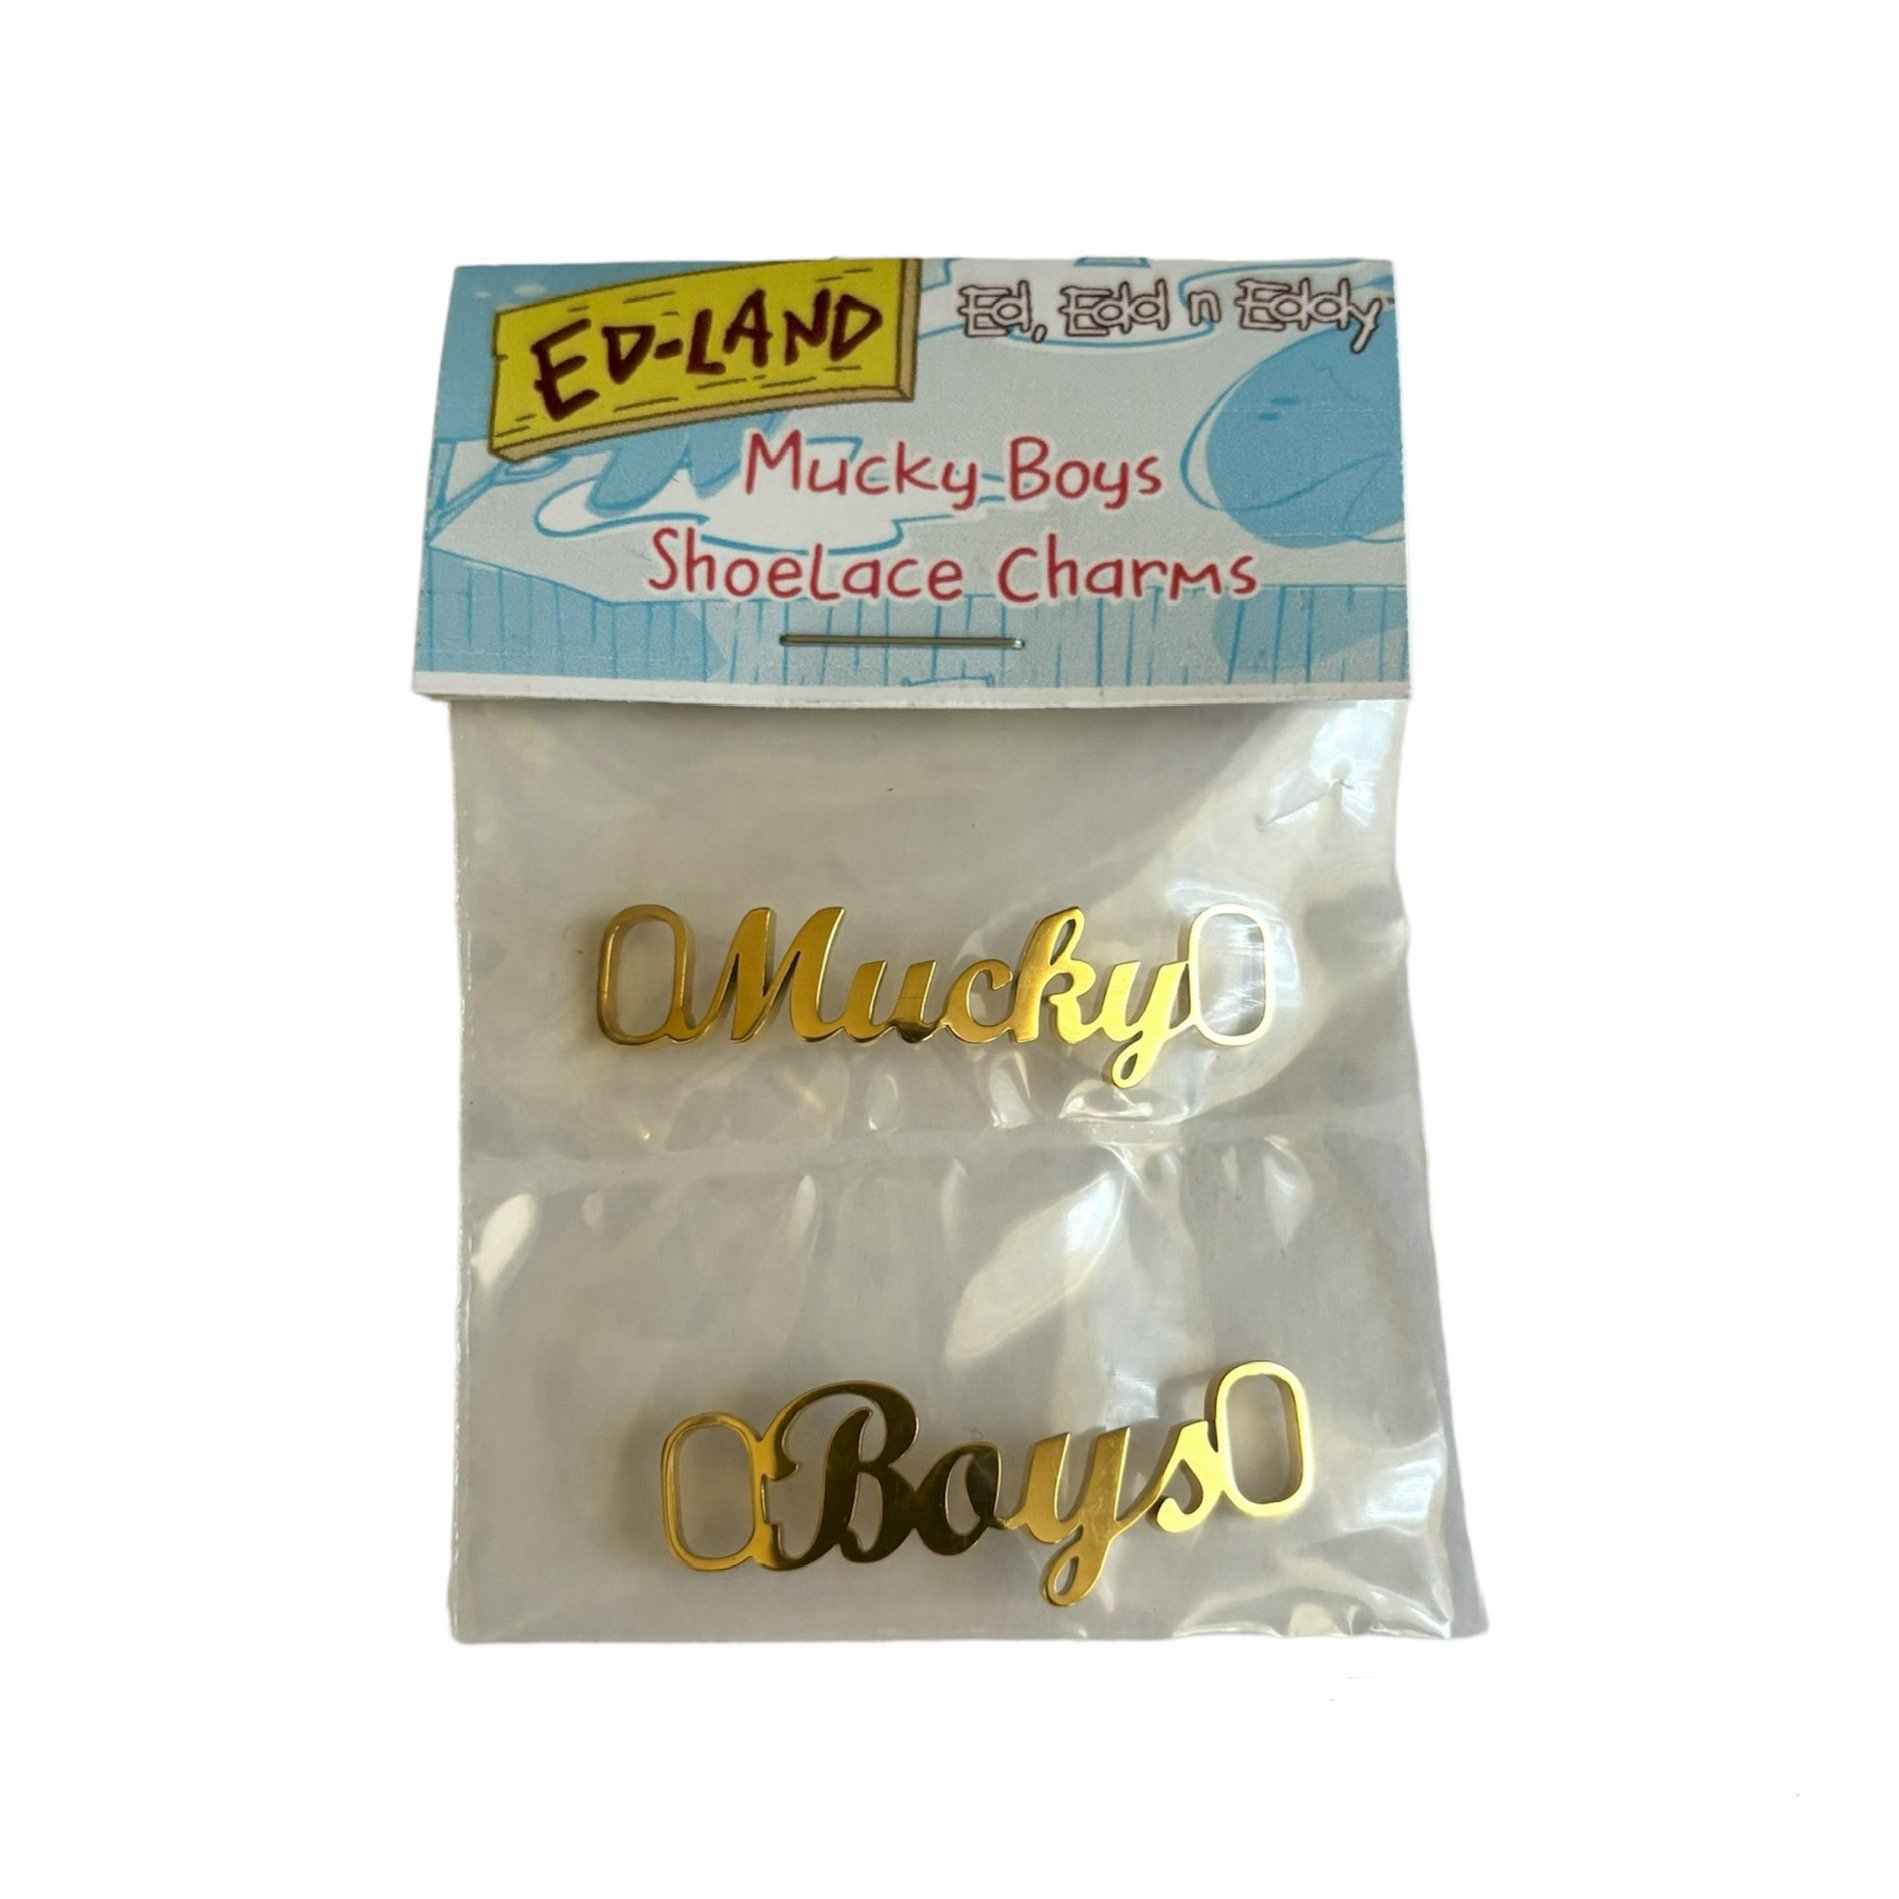 ED-LAND
Ed, Edd n Eddy
Mucky Boys
Shoelace Charms
Mucky
Boys